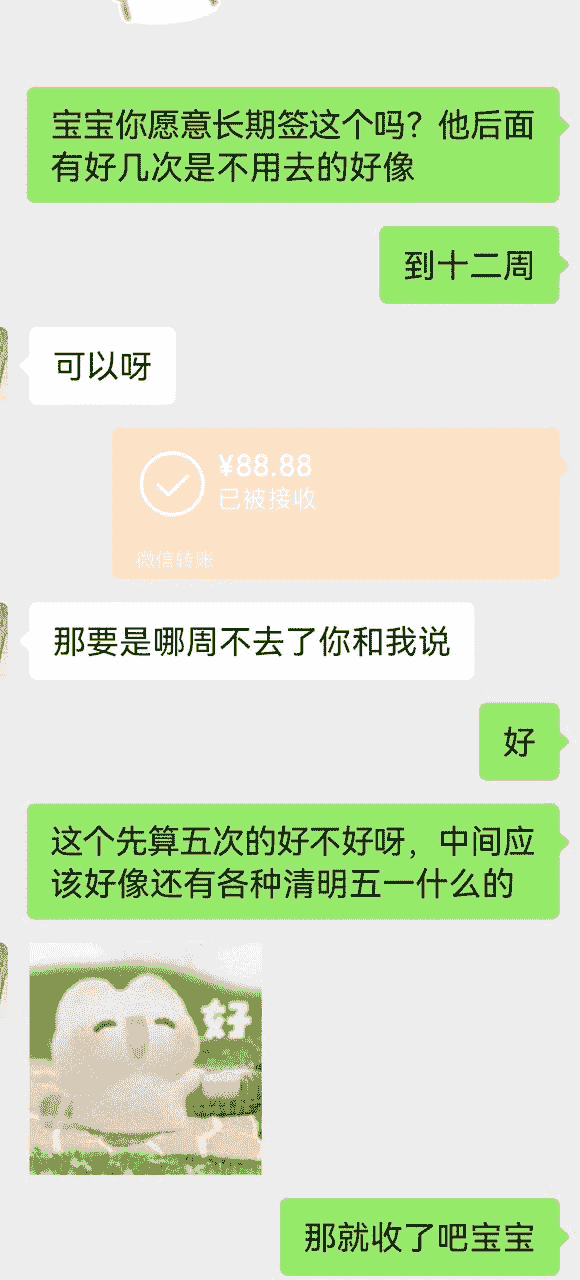 宝宝你愿意长期签这个吗？他后面
有好几次是不用去的好像
到十二周
可以呀
¥88.88
已被接收
微信转账
那要是哪周不去了你和我说
好
这个先算五次的好不好呀，中间应
该好像还有各种清明五一什么的
好
那就收了吧宝宝